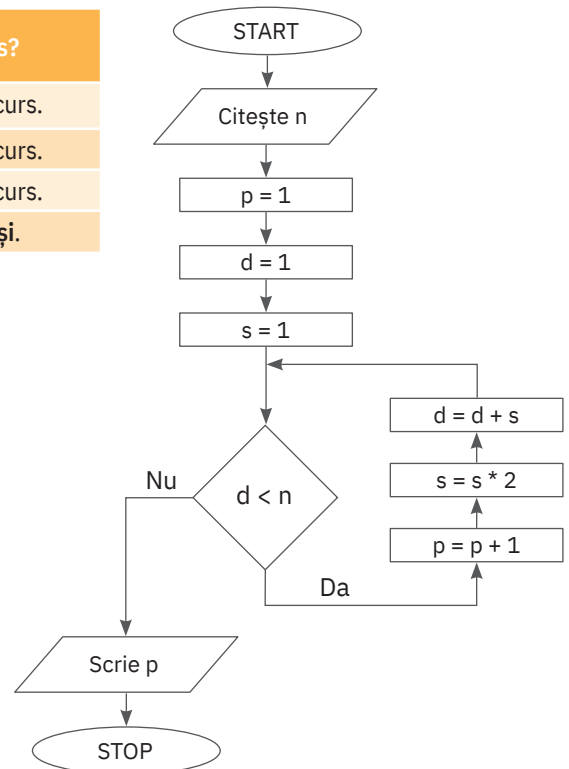 s?
curs.
curs.
curs.
și.
START
Citește n
p = 1
d = 1
s = 1
d < n
Nu
Da
d = d + s
s = s * 2
p = p + 1
Scrie p
STOP